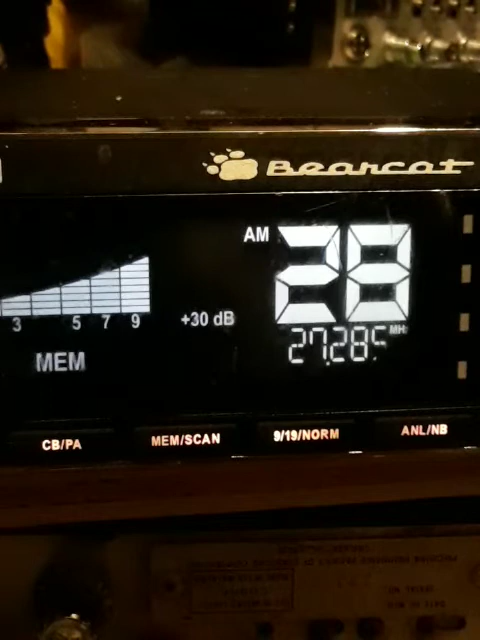 Bearcat
AM 28
3 5 7 9 +30 dB
27.285 MHz
MEM
CB/PA MEM/SCAN 9/19/NORM ANL/NB